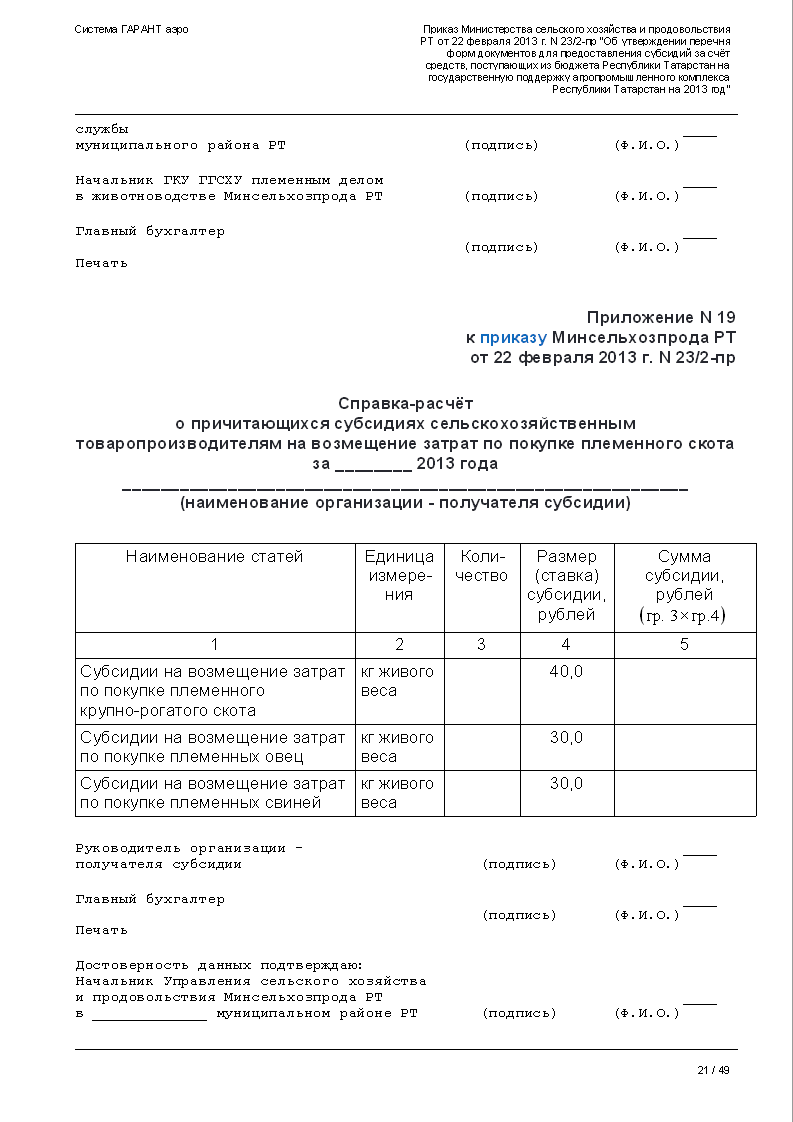 Система ГАРАНТ аэро
Приказ Министерства сельского хозяйства и продовольствия
РТ от 22 февраля 2013 г. N 23/2-пр "Об утверждении перечня
форм документов для предоставления субсидий за счёт
средств, поступающих из бюджета Республики Татарстан на
государственную поддержку агропромышленного комплекса
Республики Татарстан на 2013 год"
службы ____
муниципального района РТ (подпись) (Ф.И.О.)
Начальник ГКУ ГГСХУ племенным делом ____
в животноводстве Минсельхозпрода РТ (подпись) (Ф.И.О.)
Главный бухгалтер ____
(подпись) (Ф.И.О.)
Печать
Приложение N 19
к приказу Минсельхозпрода РТ
от 22 февраля 2013 г. N 23/2-пр
Справка-расчёт
о причитающихся субсидиях сельскохозяйственным
товаропроизводителям на возмещение затрат по покупке племенного скота
за ________ 2013 года
___________________________________________________________
(наименование организации - получателя субсидии)
Наименование статей Единица Коли- Размер Сумма
измере- чество (ставка) субсидии,
ния субсидии, рублей
рублей (гр. 3×гр.4)
1 2 3 4 5
Субсидии на возмещение затрат кг живого 40,0
по покупке племенного веса
крупно-рогатого скота
Субсидии на возмещение затрат кг живого 30,0
по покупке племенных овец веса
Субсидии на возмещение затрат кг живого 30,0
по покупке племенных свиней веса
Руководитель организации - ____
получателя субсидии (подпись) (Ф.И.О.)
Главный бухгалтер ____
(подпись) (Ф.И.О.)
Печать
Достоверность данных подтверждаю:
Начальник Управления сельского хозяйства
и продовольствия Минсельхозпрода РТ ____
в _____________ муниципальном районе РТ (подпись) (Ф.И.О.)
21 / 49